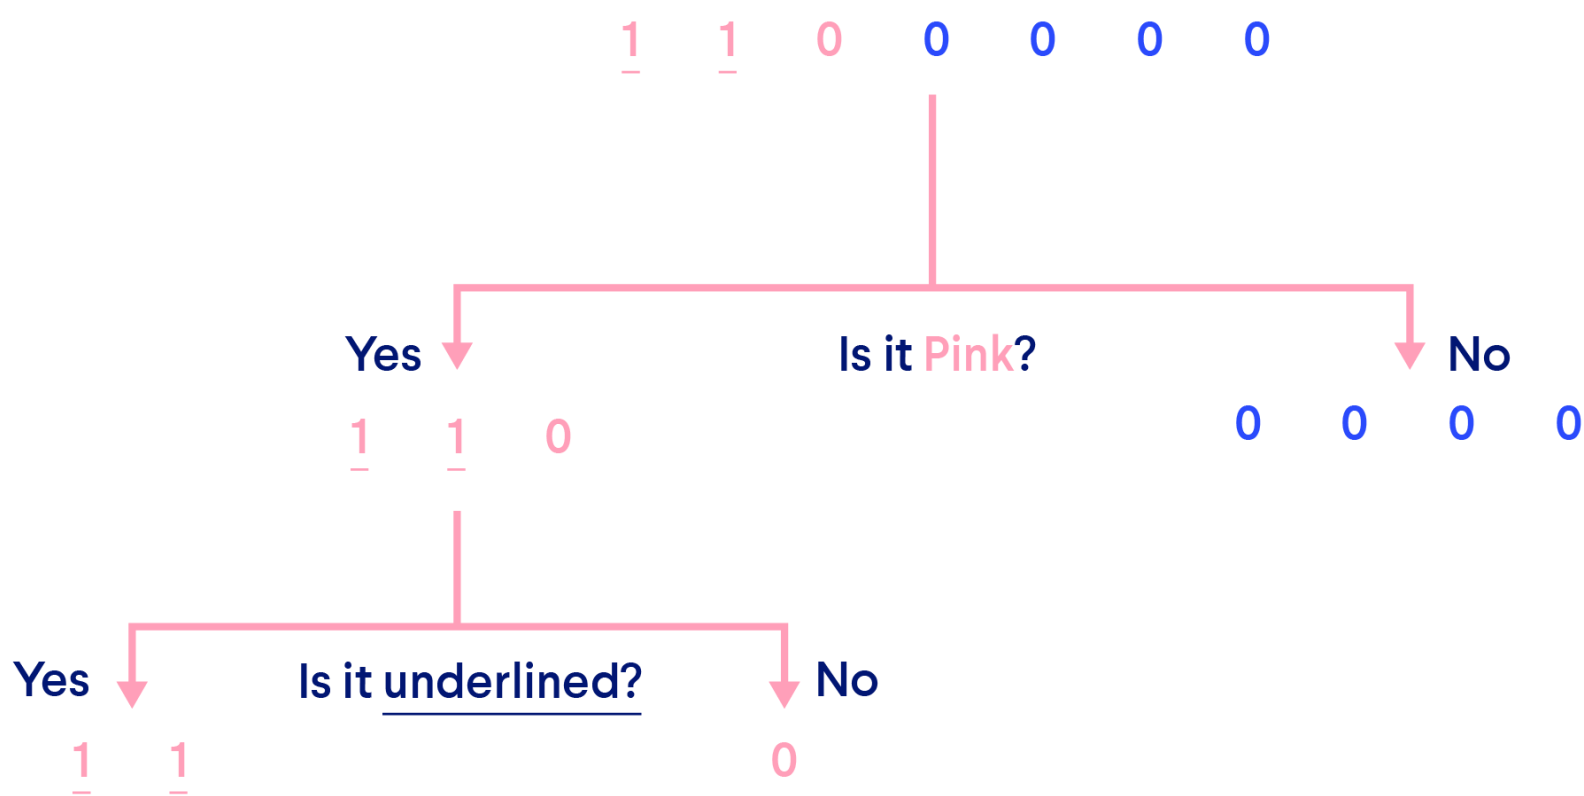 1 1 0 0 0 0 0
Yes Is it Pink? No
1 1 0 0 0 0 0
Yes Is it underlined? No
1 1 0